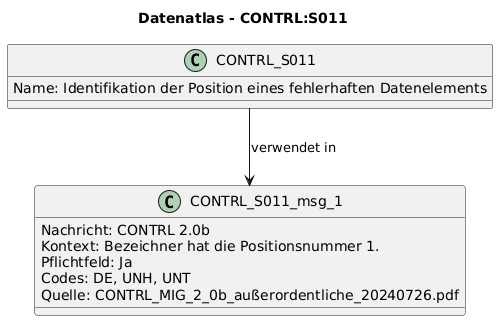 Datenatlas - CONTRL:S011
C CONTRL_S011
Name: Identifikation der Position eines fehlerhaften Datenelements
verwendet in
C CONTRL_S011_msg_1
Nachricht: CONTRL 2.0b
Kontext: Bezeichner hat die Positionsnummer 1.
Pflichtfeld: Ja
Codes: DE, UNH, UNT
Quelle: CONTRL_MIG_2_0b_außerordentliche_20240726.pdf